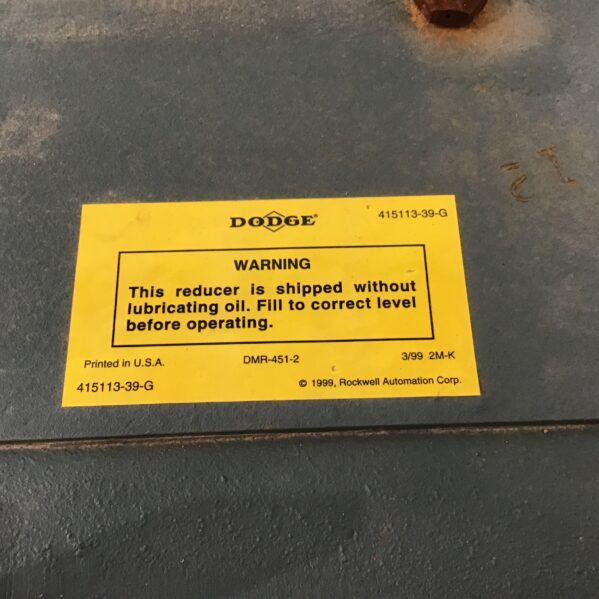 DODGE®
415113-39-G
WARNING
This reducer is shipped without
lubricating oil. Fill to correct level
before operating.
Printed in U.S.A.
DMR-451-2
3/99 2M-K
415113-39-G
© 1999, Rockwell Automation Corp.